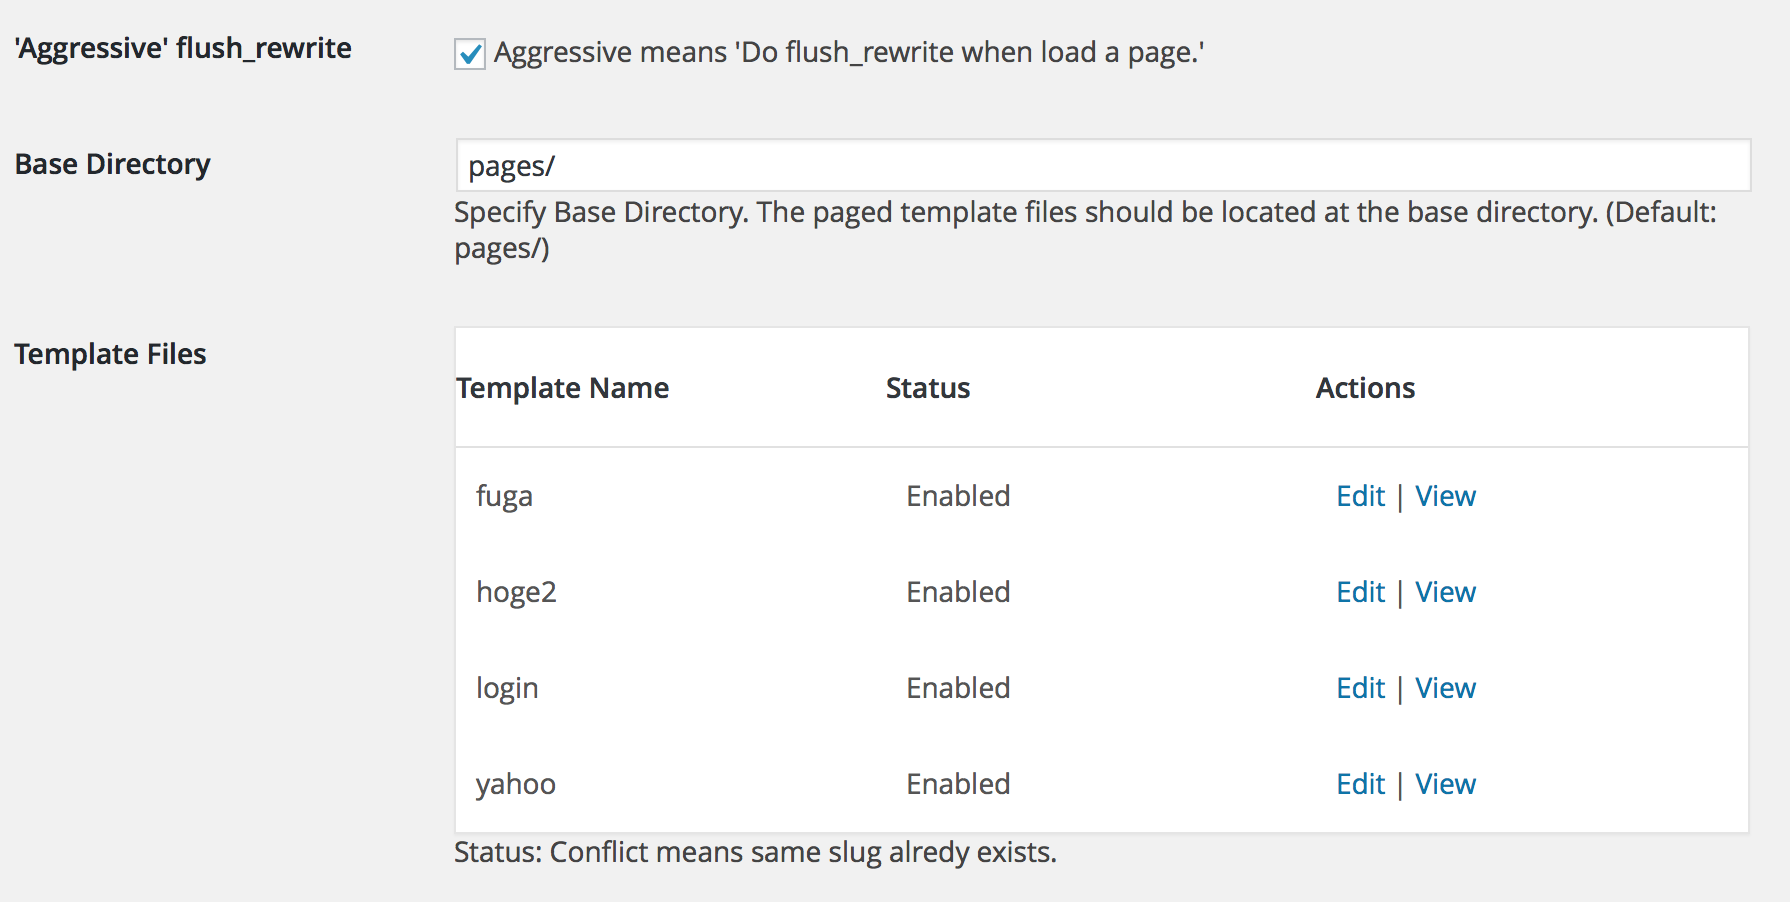 'Aggressive' flush_rewrite
Aggressive means 'Do flush_rewrite when load a page.'
Base Directory
pages/
Specify Base Directory. The paged template files should be located at the base directory. (Default:
pages/)
Template Files
Template Name Status Actions
fuga Enabled Edit | View
hoge2 Enabled Edit | View
login Enabled Edit | View
yahoo Enabled Edit | View
Status: Conflict means same slug alredy exists.